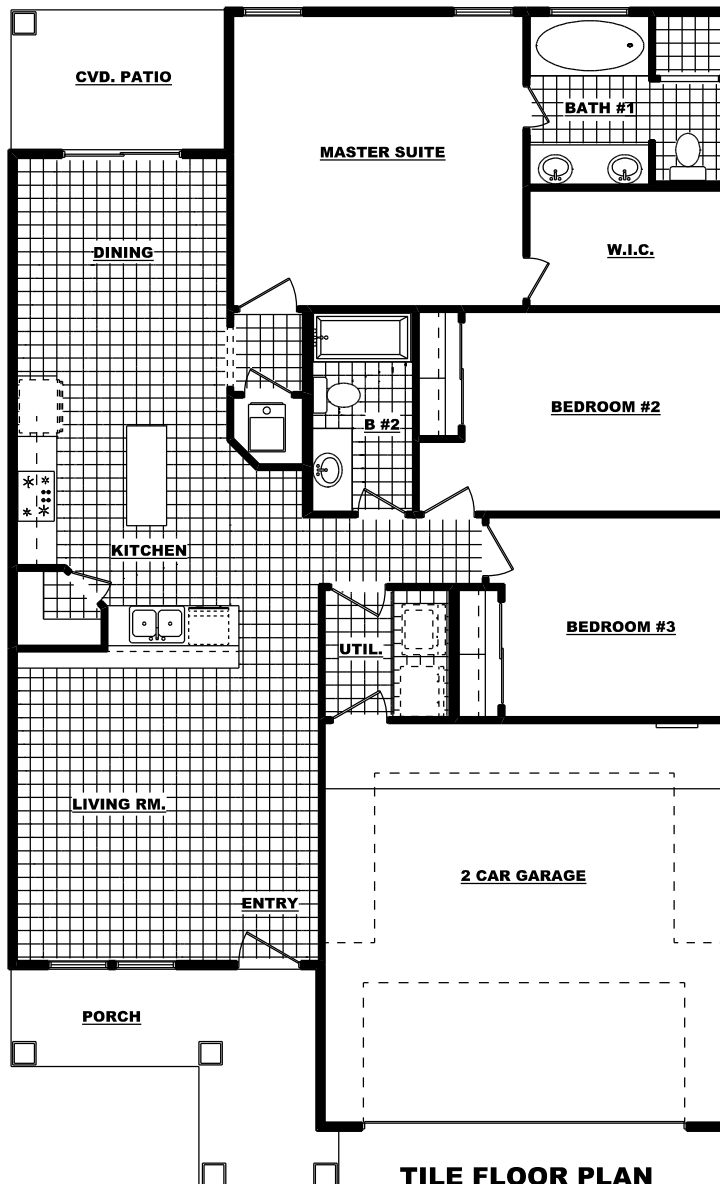 CVD. PATIO
BATH #1
MASTER SUITE
DINING
W.I.C.
BEDROOM #2
B #2
KITCHEN
BEDROOM #3
UTIL.
LIVING RM.
2 CAR GARAGE
ENTRY
PORCH
TILE FLOOR PLAN